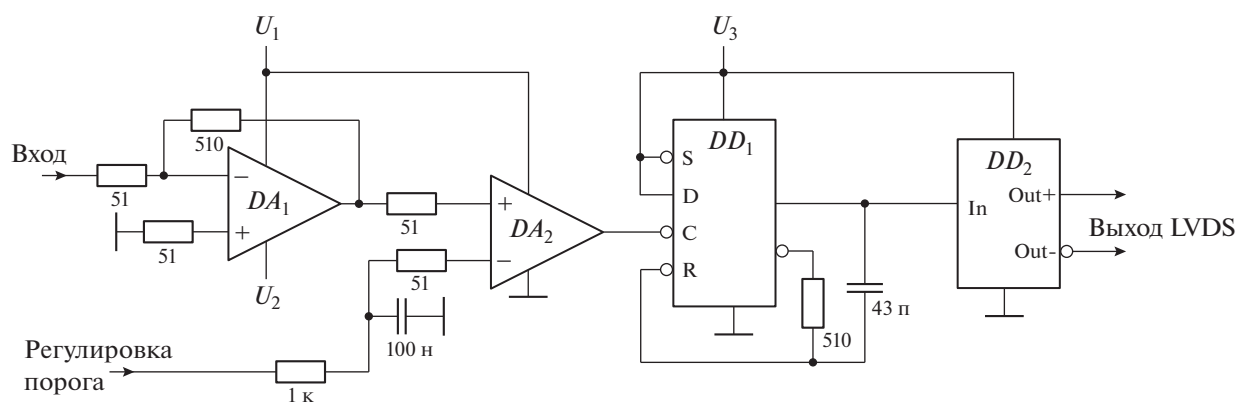 U1
U3
510
Вход
51
−
DA1
+
51
51
+
DA2
−
51
100 н
U2
Регулировка
порога
1 к
DD1
S
D
C
R
510
43 п
DD2
In
Out+
Out-
Выход LVDS